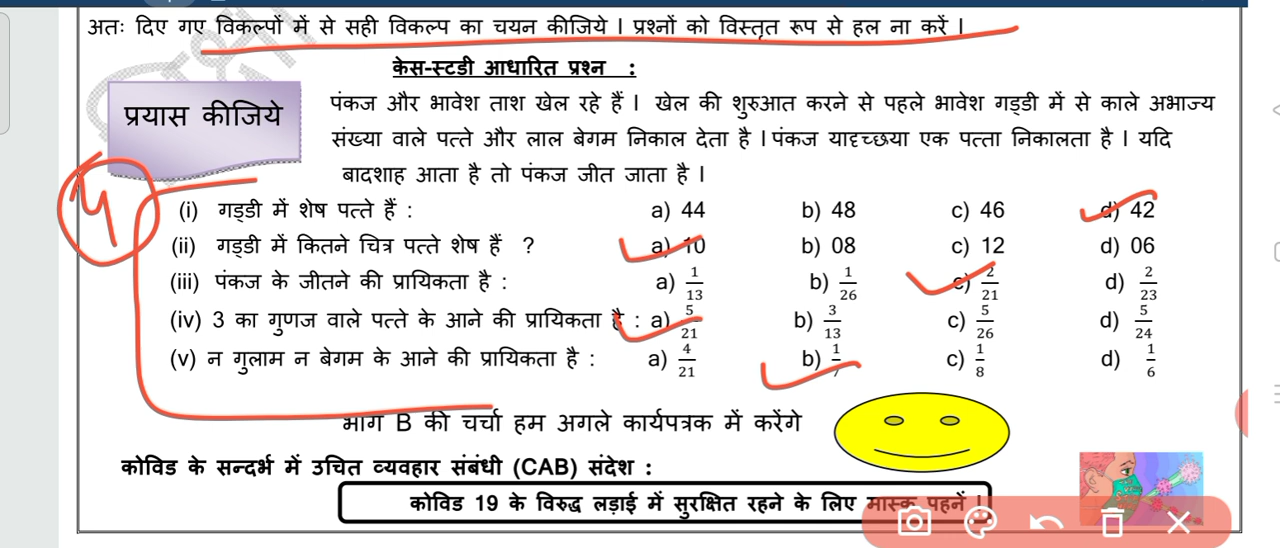 अतः दिए गए विकल्पों में से सही विकल्प का चयन कीजिये । प्रश्नों को विस्तृत रूप से हल ना करें ।
केस-स्टडी आधारित प्रश्न :
प्रयास कीजिये
पंकज और भावेश ताश खेल रहे हैं । खेल की शुरुआत करने से पहले भावेश गड्डी में से काले अभाज्य
संख्या वाले पत्ते और लाल बेगम निकाल देता है । पंकज यादृच्छया एक पत्ता निकालता है । यदि
बादशाह आता है तो पंकज जीत जाता है ।
(i) गड्डी में शेष पत्ते हैं : a) 44 b) 48 c) 46 d) 42
(ii) गड्डी में कितने चित्र पत्ते शेष हैं ? a) 10 b) 08 c) 12 d) 06
(iii) पंकज के जीतने की प्रायिकता है : a) 1/13 b) 1/26 c) 2/21 d) 2/23
(iv) 3 का गुणज वाले पत्ते के आने की प्रायिकता है : a) 5/21 b) 3/13 c) 5/26 d) 5/24
(v) न गुलाम न बेगम के आने की प्रायिकता है : a) 4/21 b) 1/7 c) 1/8 d) 1/6
भाग B की चर्चा हम अगले कार्यपत्रक में करेंगे
कोविड के सन्दर्भ में उचित व्यवहार संबंधी (CAB) संदेश :
कोविड 19 के विरुद्ध लड़ाई में सुरक्षित रहने के लिए मास्क पहनें ।